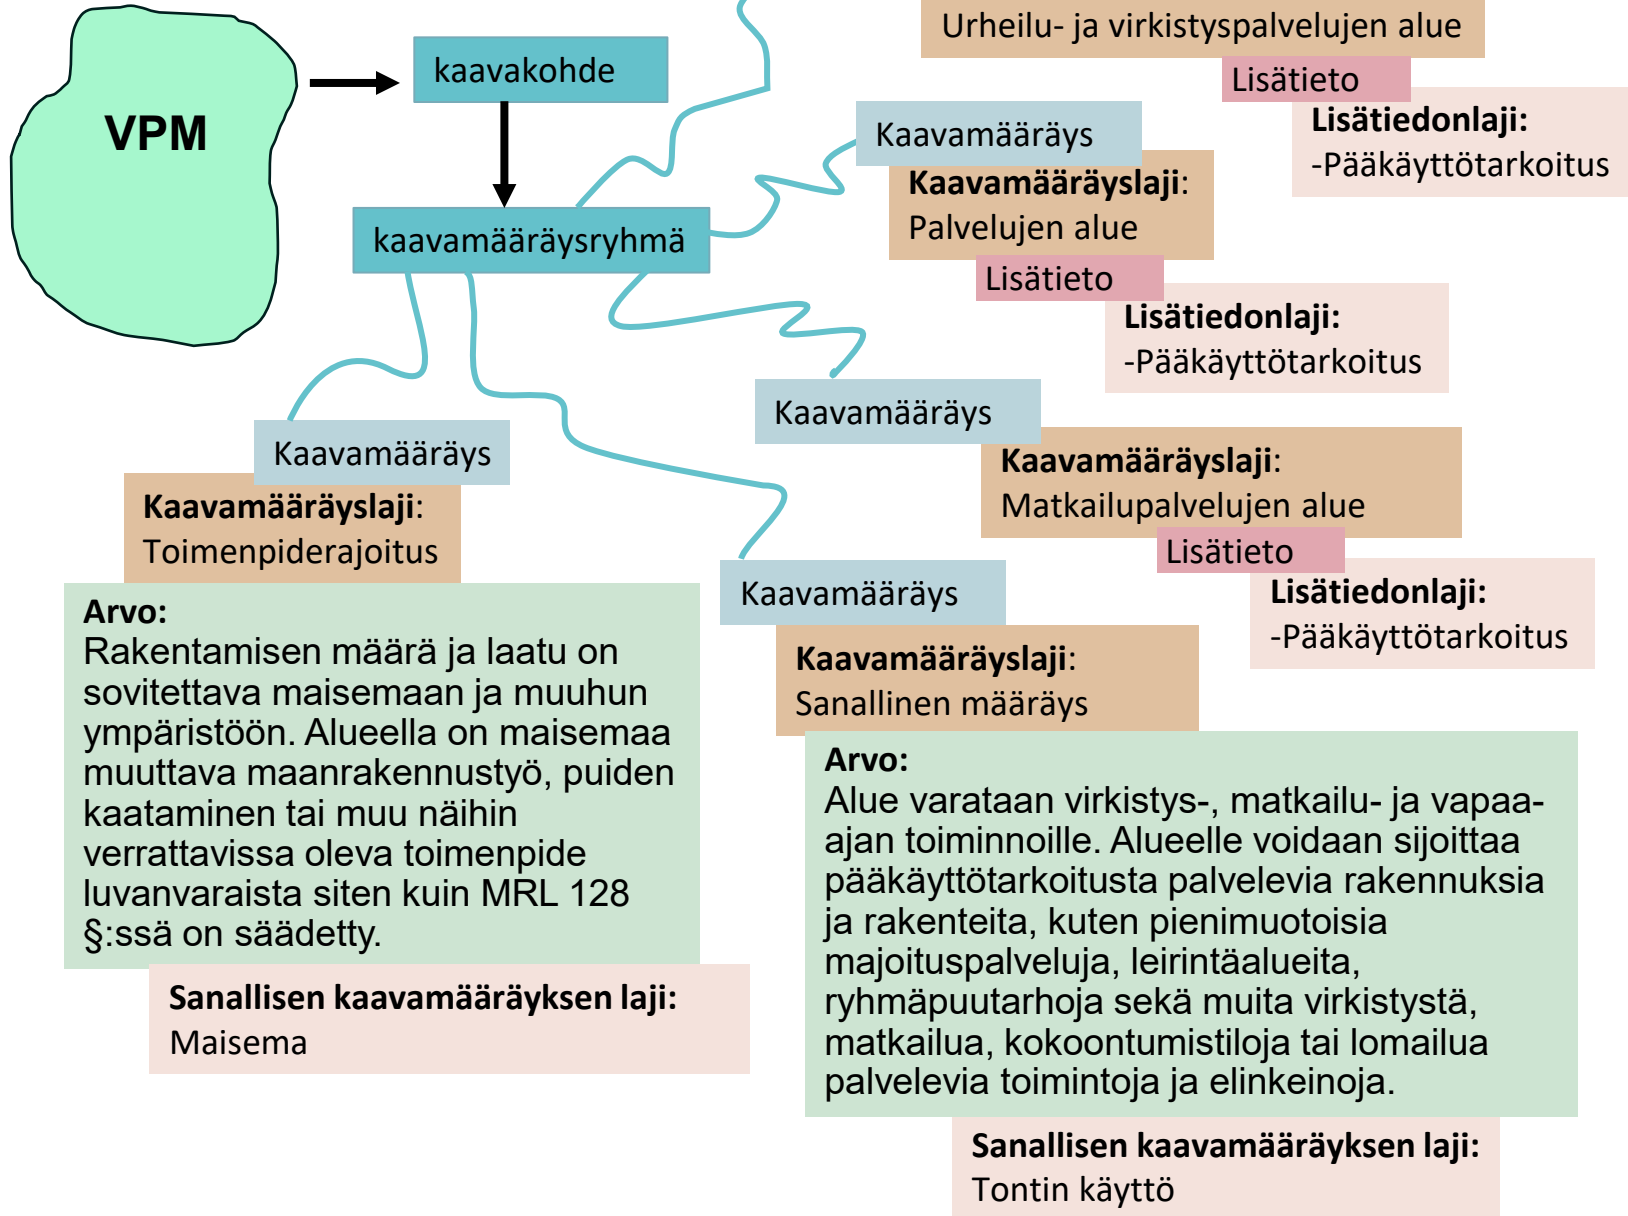 VPM
kaavakohde
kaavamääräysryhmä
Urheilu- ja virkistyspalvelujen alue
Lisätieto
Lisätiedonlaji:
-Pääkäyttötarkoitus
Kaavamääräys
Kaavamääräyslaji:
Palvelujen alue
Lisätieto
Lisätiedonlaji:
-Pääkäyttötarkoitus
Kaavamääräys
Kaavamääräyslaji:
Matkailupalvelujen alue
Lisätieto
Lisätiedonlaji:
-Pääkäyttötarkoitus
Kaavamääräys
Kaavamääräyslaji:
Toimenpiderajoitus
Arvo:
Rakentamisen määrä ja laatu on
sovitettava maisemaan ja muuhun
ympäristöön. Alueella on maisemaa
muuttava maanrakennustyö, puiden
kaataminen tai muu näihin
verrattavissa oleva toimenpide
luvanvaraista siten kuin MRL 128
§:ssä on säädetty.
Sanallisen kaavamääräyksen laji:
Maisema
Kaavamääräys
Kaavamääräyslaji:
Sanallinen määräys
Arvo:
Alue varataan virkistys-, matkailu- ja vapaa-
ajan toiminnoille. Alueelle voidaan sijoittaa
pääkäyttötarkoitusta palvelevia rakennuksia
ja rakenteita, kuten pienimuotoisia
majoituspalveluja, leirintäalueita,
ryhmäpuutarhoja sekä muita virkistystä,
matkailua, kokoontumistiloja tai lomailua
palvelevia toimintoja ja elinkeinoja.
Sanallisen kaavamääräyksen laji:
Tontin käyttö